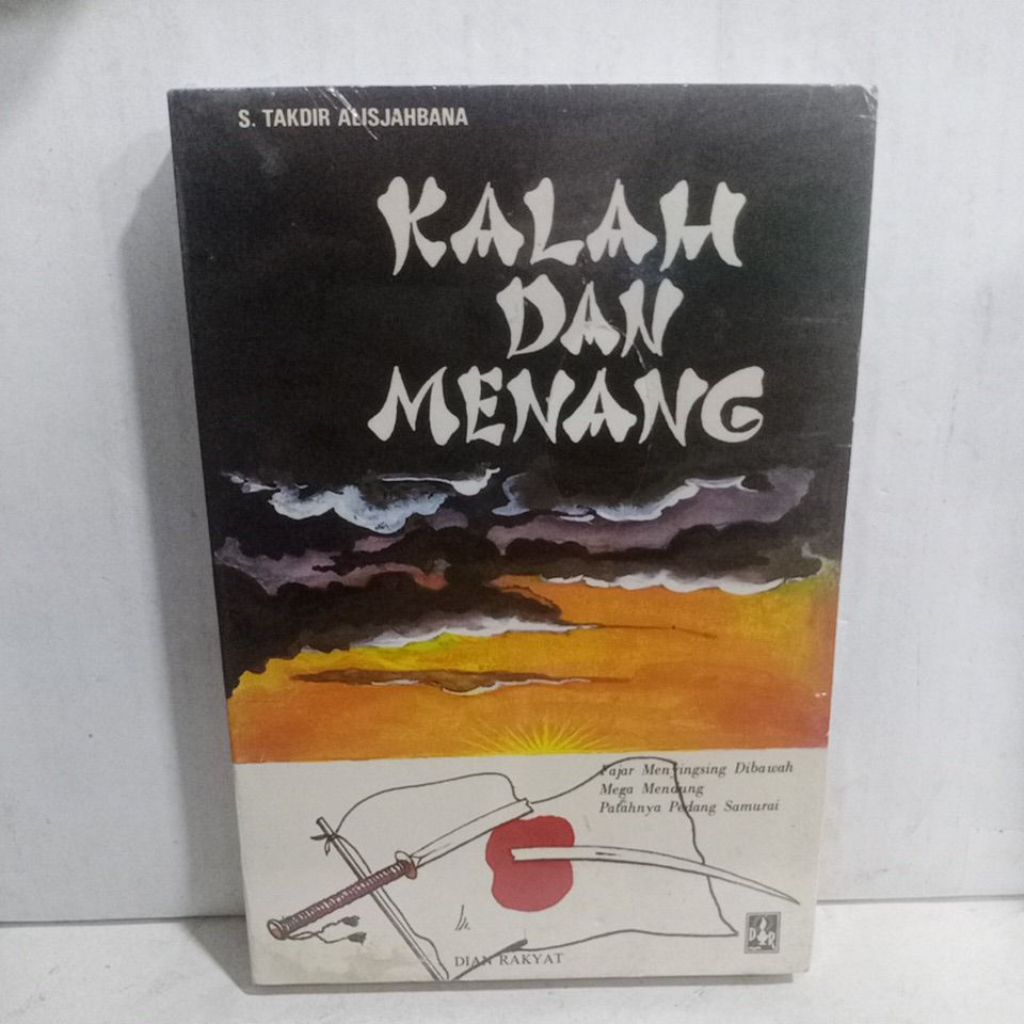 S. TAKDIR ALISJAHBANA
KALAH
DAN
MENANG
Fajar Menyingsing Dibawah
Mega Mendung
Patahnya Pedang Samurai
D R
DIAN RAKYAT